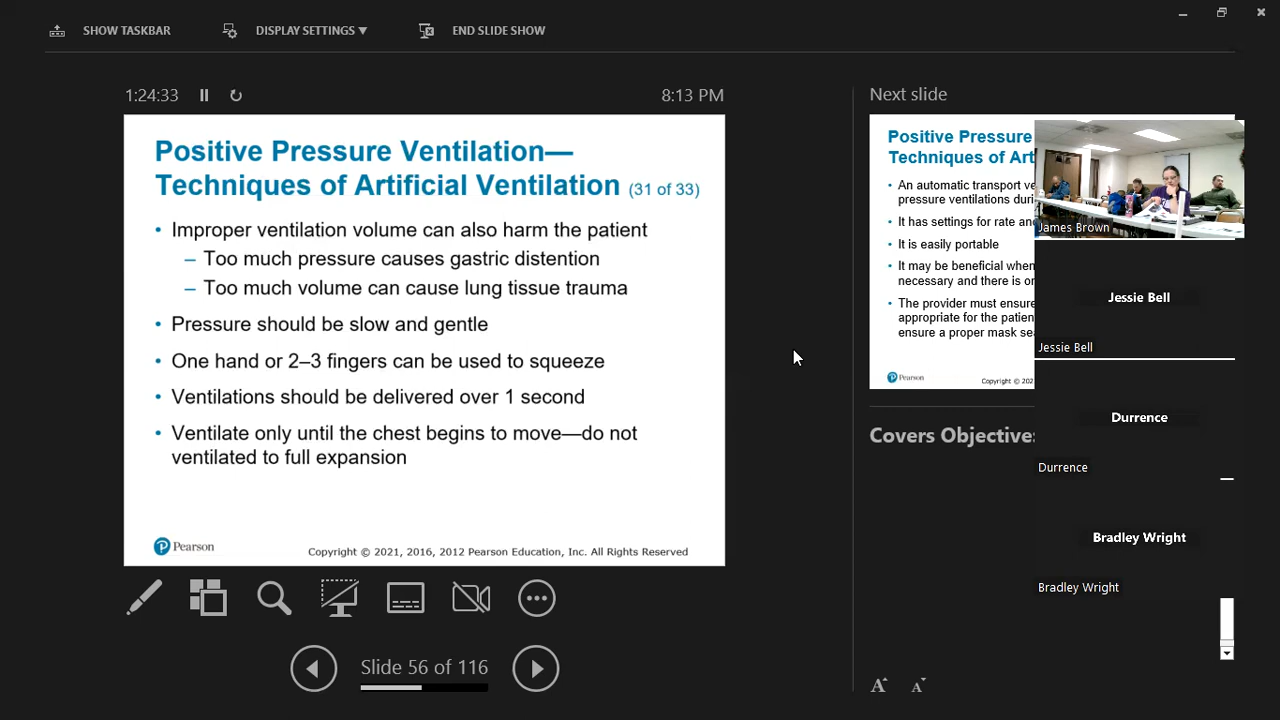 SHOW TASKBAR
DISPLAY SETTINGS ▼
END SLIDE SHOW
1:24:33
8:13 PM
Positive Pressure Ventilation—
Techniques of Artificial Ventilation (31 of 33)
• Improper ventilation volume can also harm the patient
– Too much pressure causes gastric distention
– Too much volume can cause lung tissue trauma
• Pressure should be slow and gentle
• One hand or 2–3 fingers can be used to squeeze
• Ventilations should be delivered over 1 second
• Ventilate only until the chest begins to move—do not
ventilated to full expansion
Pearson
Copyright © 2021, 2016, 2012 Pearson Education, Inc. All Rights Reserved
Slide 56 of 116
Next slide
Positive Pressure
Techniques of Art
• An automatic transport ve
pressure ventilations duri
• It has settings for rate an
• It is easily portable
• It may be beneficial when
necessary and there is or
• The provider must ensure
appropriate for the patien
ensure a proper mask se
Pearson
Copyright © 202
Covers Objective
A A
James Brown
Jessie Bell
Jessie Bell
Durrence
Durrence
Bradley Wright
Bradley Wright